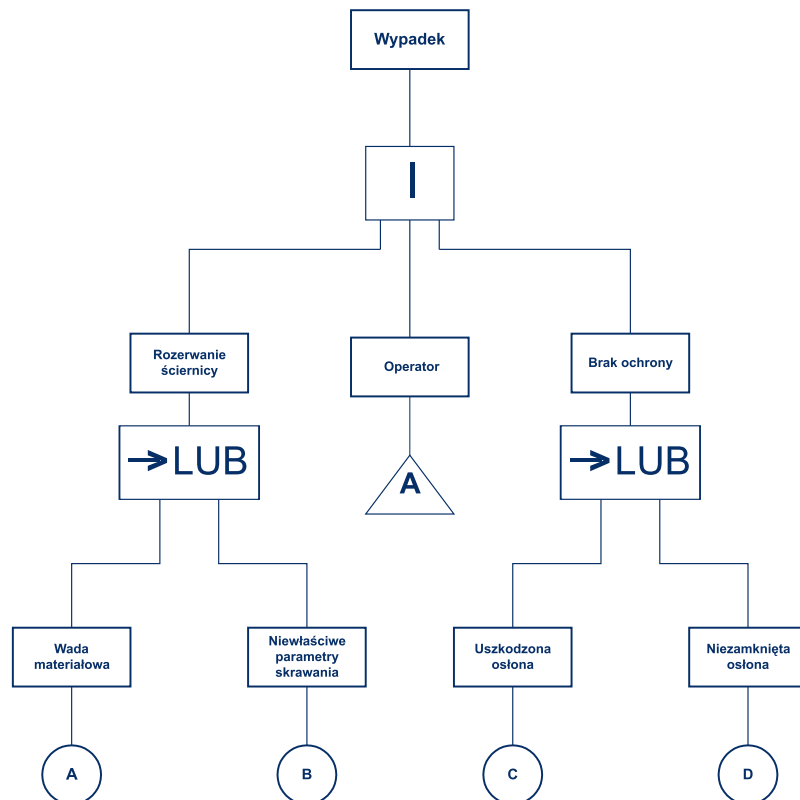 Wypadek
I
Rozerwanie
ściernicy
Operator
Brak ochrony
→LUB
A
→LUB
Wada
materiałowa
Niewłaściwe
parametry
skrawania
Uszkodzona
osłona
Niezamknięta
osłona
A
B
C
D